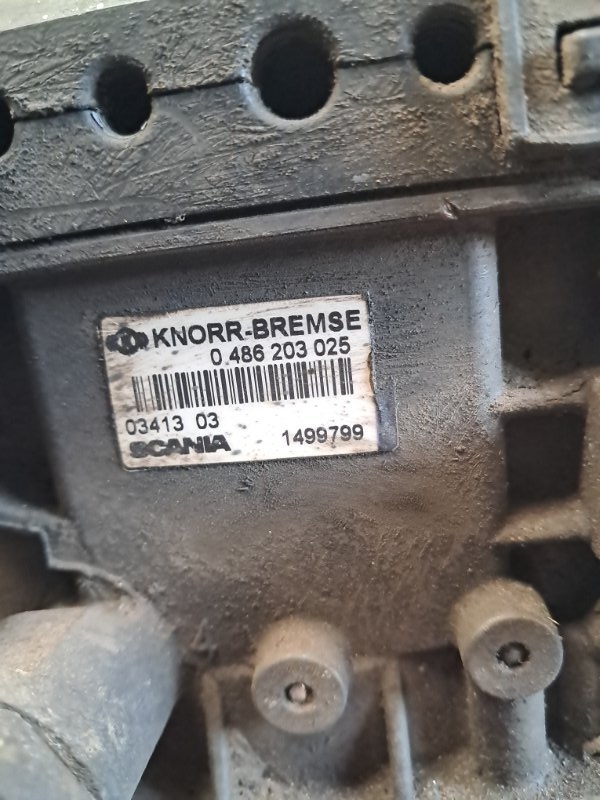 KNORR-BREMSE
0 486 203 025
03413 03
SCANIA 1499799